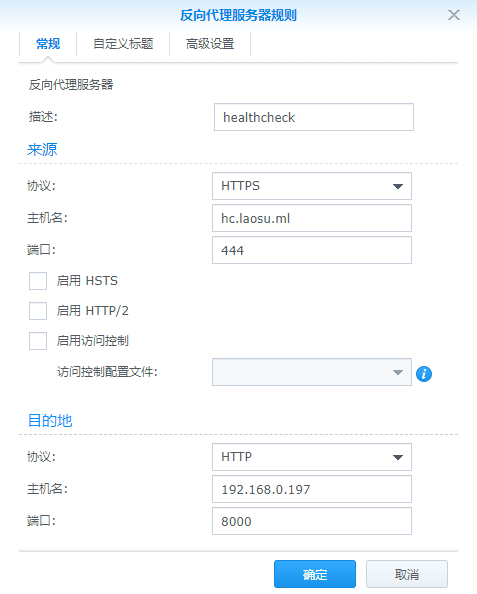 反向代理服务器规则
常规 自定义标题 高级设置
反向代理服务器
描述: healthcheck
来源
协议: HTTPS
主机名: hc.laosu.ml
端口: 444
启用 HSTS
启用 HTTP/2
启用访问控制
访问控制配置文件:
目的地
协议: HTTP
主机名: 192.168.0.197
端口: 8000
确定 取消